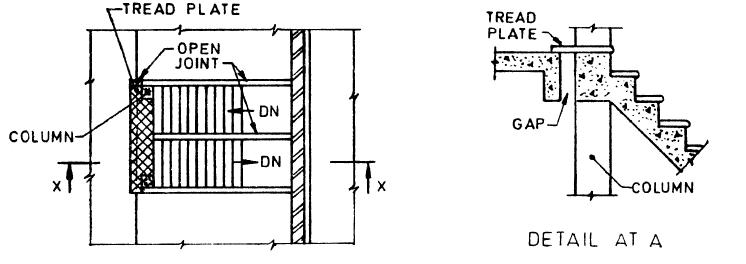 TREAD PLATE
OPEN
JOINT
DN
COLUMN
DN
X
X
TREAD
PLATE
GAP
COLUMN
DETAIL AT A